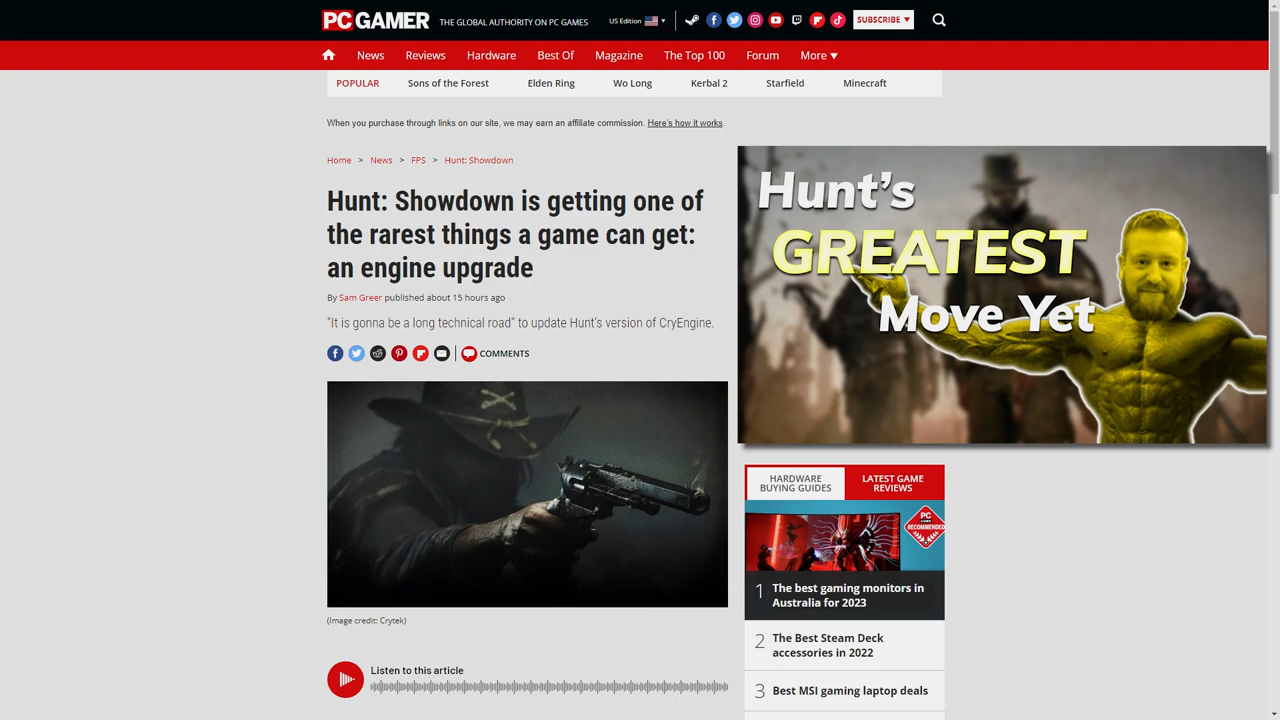 PC GAMER
THE GLOBAL AUTHORITY ON PC GAMES
US Edition
SUBSCRIBE
News
Reviews
Hardware
Best Of
Magazine
The Top 100
Forum
More
POPULAR
Sons of the Forest
Elden Ring
Wo Long
Kerbal 2
Starfield
Minecraft
When you purchase through links on our site, we may earn an affiliate commission. Here's how it works.
Home > News > FPS > Hunt: Showdown
Hunt: Showdown is getting one of
the rarest things a game can get:
an engine upgrade
By Sam Greer published about 15 hours ago
"It is gonna be a long technical road" to update Hunt's version of CryEngine.
COMMENTS
(Image credit: Crytek)
Listen to this article
Hunt's
GREATEST
Move Yet
HARDWARE
BUYING GUIDES
LATEST GAME
REVIEWS
PC
GAMER
RECOMMENDED
1
The best gaming monitors in
Australia for 2023
2
The Best Steam Deck
accessories in 2022
3
Best MSI gaming laptop deals